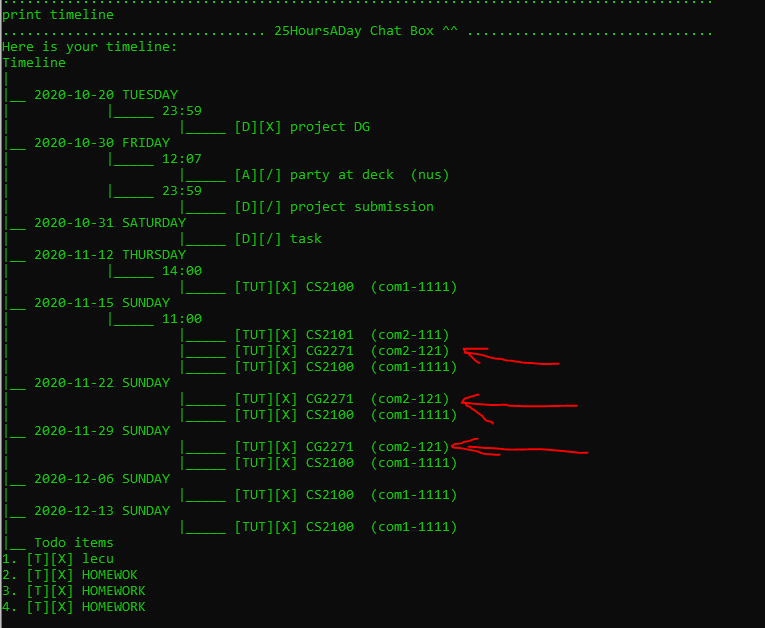 ..........................................................................................
print timeline
................................. 25HoursADay Chat Box ^^ ...............................
Here is your timeline:
Timeline
|
|__ 2020-10-20 TUESDAY
|            |_____ 23:59
|                     |_____ [D][X] project DG
|__ 2020-10-30 FRIDAY
|            |_____ 12:07
|                     |_____ [A][/] party at deck  (nus)
|            |_____ 23:59
|                     |_____ [D][/] project submission
|__ 2020-10-31 SATURDAY
|                     |_____ [D][/] task
|__ 2020-11-12 THURSDAY
|            |_____ 14:00
|                     |_____ [TUT][X] CS2100  (com1-1111)
|__ 2020-11-15 SUNDAY
|            |_____ 11:00
|                     |_____ [TUT][X] CS2101  (com2-111)
|                     |_____ [TUT][X] CG2271  (com2-121)
|                     |_____ [TUT][X] CS2100  (com1-1111)
|__ 2020-11-22 SUNDAY
|                     |_____ [TUT][X] CG2271  (com2-121)
|                     |_____ [TUT][X] CS2100  (com1-1111)
|__ 2020-11-29 SUNDAY
|                     |_____ [TUT][X] CG2271  (com2-121)
|                     |_____ [TUT][X] CS2100  (com1-1111)
|__ 2020-12-06 SUNDAY
|                     |_____ [TUT][X] CS2100  (com1-1111)
|__ 2020-12-13 SUNDAY
|                     |_____ [TUT][X] CS2100  (com1-1111)
|__ Todo items
1. [T][X] lecu
2. [T][X] HOMEWOK
3. [T][X] HOMEWORK
4. [T][X] HOMEWORK